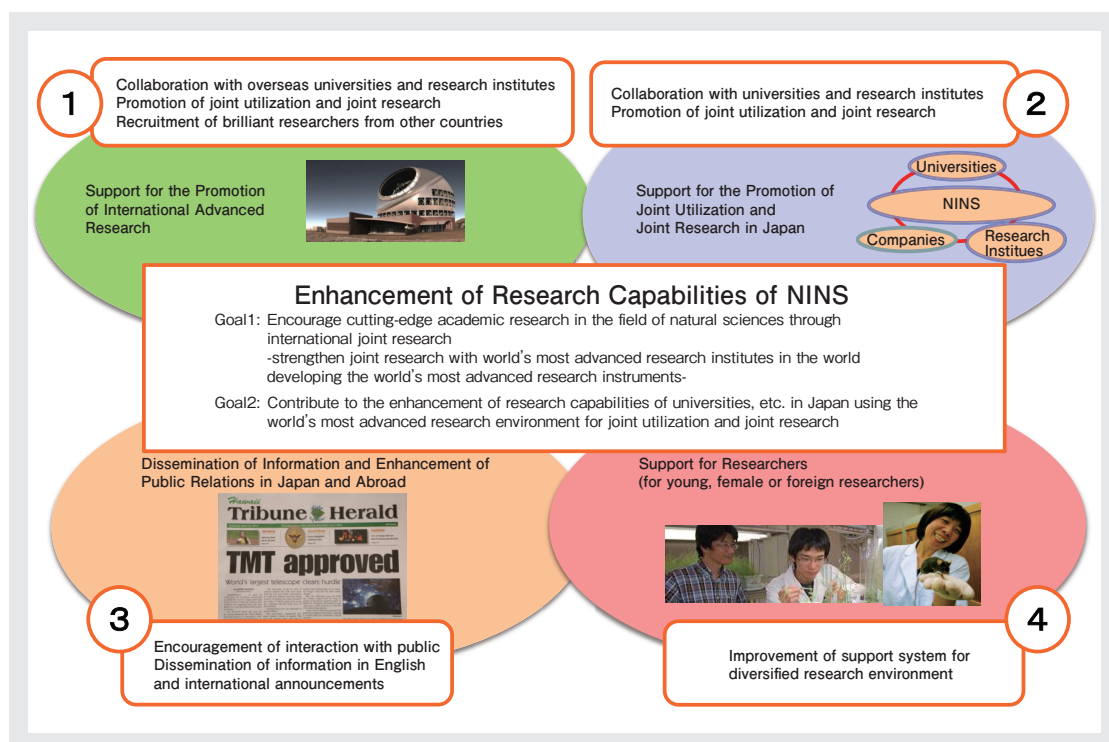 1
Collaboration with overseas universities and research institutes
Promotion of joint utilization and joint research
Recruitment of brilliant researchers from other countries
Collaboration with universities and research institutes
Promotion of joint utilization and joint research
2
Support for the Promotion
of International Advanced
Research
Support for the Promotion of
Joint Utilization and
Joint Research in Japan
Universities
NINS
Companies
Research
Institues
Enhancement of Research Capabilities of NINS
Goal1: Encourage cutting-edge academic research in the field of natural sciences through
international joint research
-strengthen joint research with world's most advanced research institutes in the world
developing the world's most advanced research instruments-
Goal2: Contribute to the enhancement of research capabilities of universities, etc. in Japan using the
world's most advanced research environment for joint utilization and joint research
Dissemination of Information and Enhancement of
Public Relations in Japan and Abroad
Hawaii
Tribune Herald
TMT approved
World's largest telescope clears hurdle
3
Encouragement of interaction with public
Dissemination of information in English
and international announcements
Support for Researchers
(for young, female or foreign researchers)
4
Improvement of support system for
diversified research environment